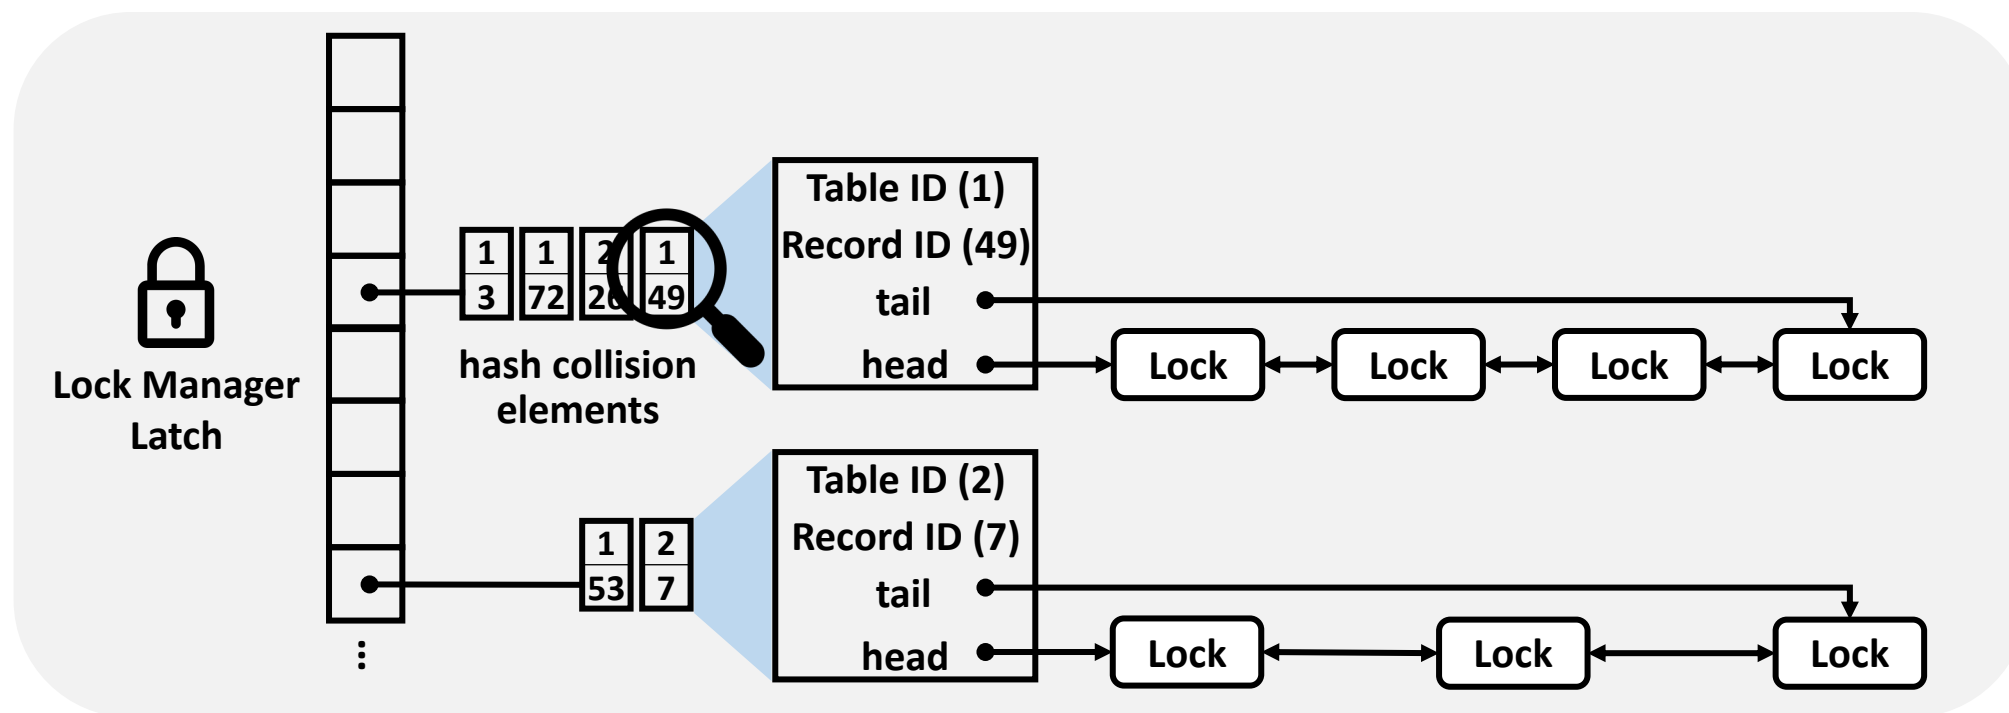 Lock Manager
Latch
1 1 2 1
3 72 26 49
hash collision
elements
Table ID (1)
Record ID (49)
tail
head
Lock Lock Lock Lock
1 2
53 7
Table ID (2)
Record ID (7)
tail
head
Lock Lock Lock
...